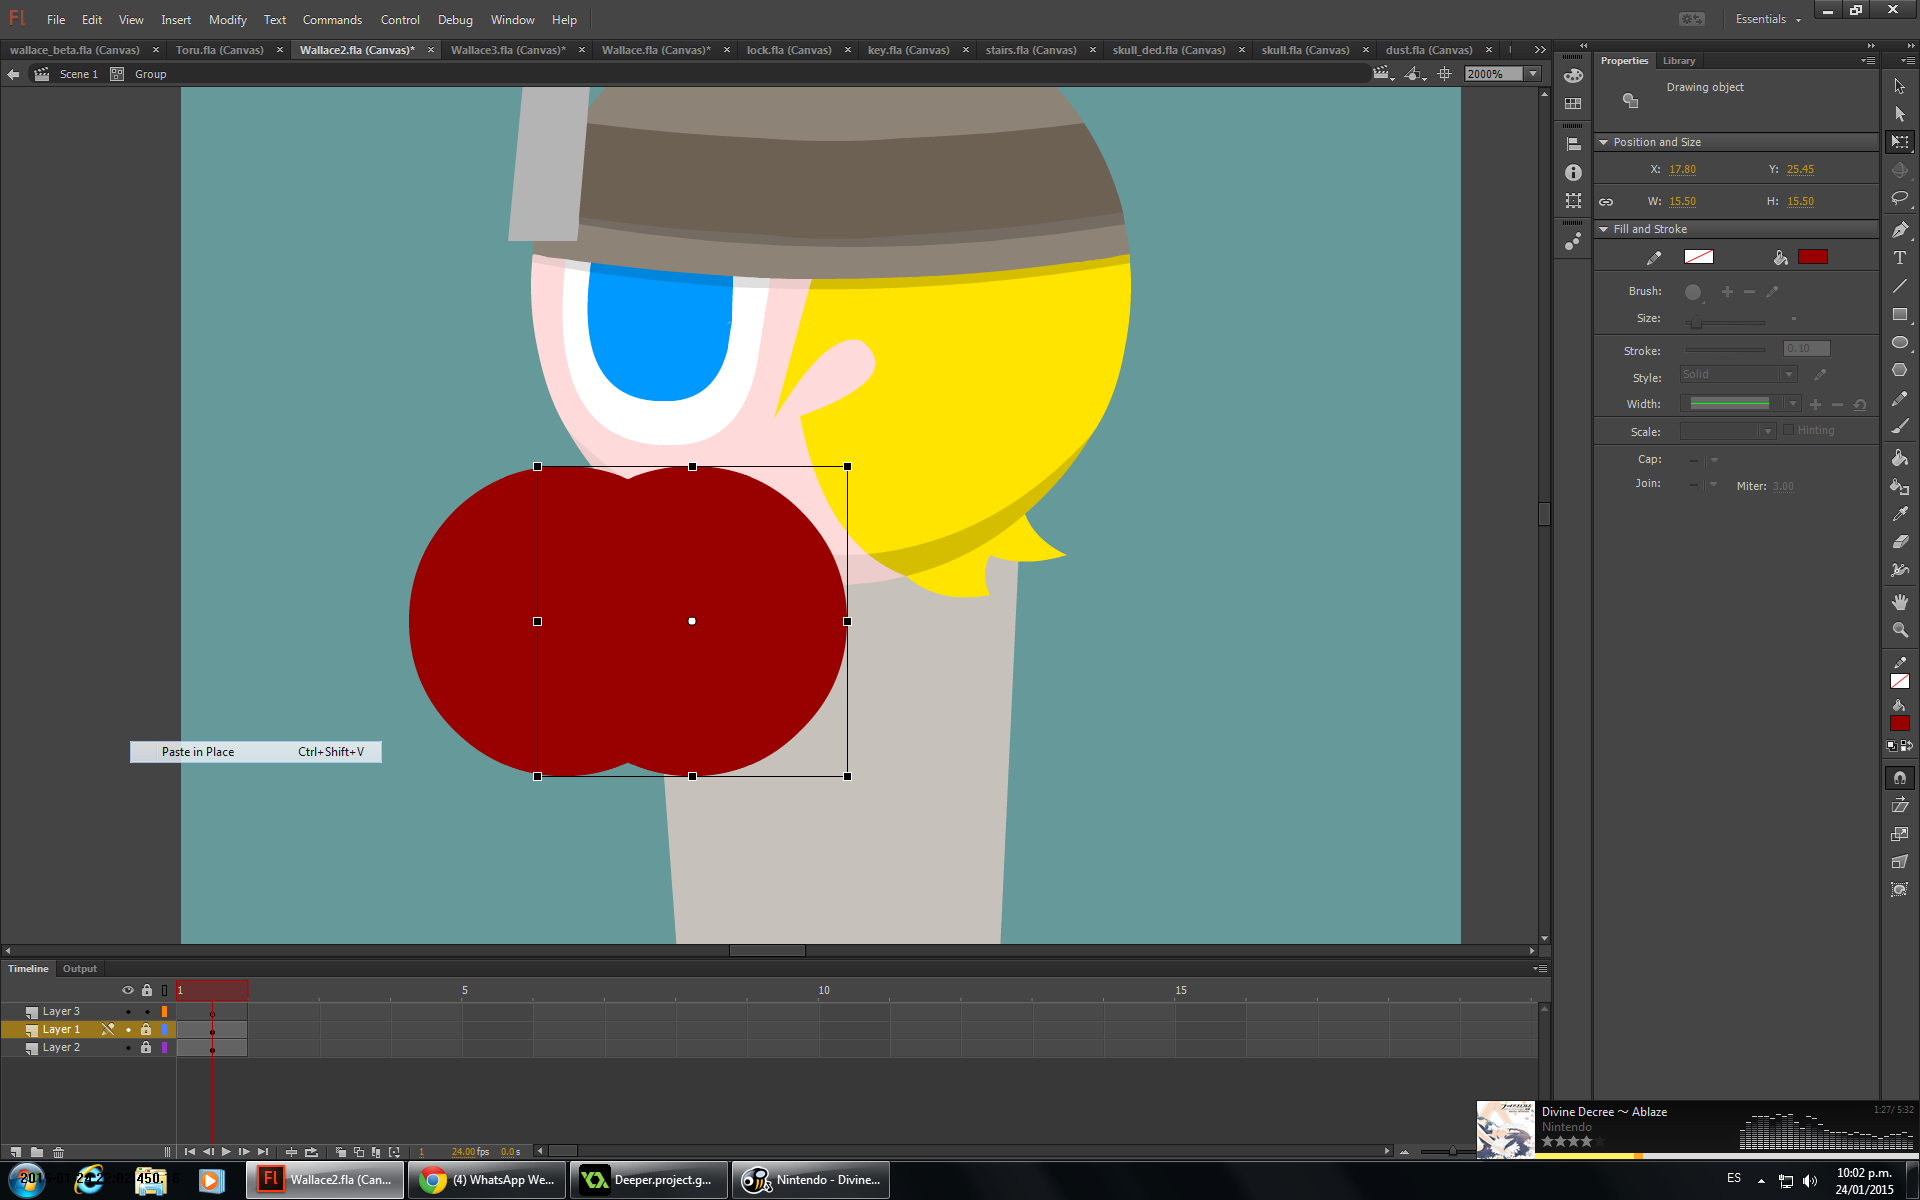 Fl File Edit View Insert Modify Text Commands Control Debug Window Help Essentials
wallace_beta.fla (Canvas) × Toru.fla (Canvas) × Wallace2.fla (Canvas)* × Wallace3.fla (Canvas)* × Wallace.fla (Canvas)* × lock.fla (Canvas) × key.fla (Canvas) × stairs.fla (Canvas) × skull_ded.fla (Canvas) × skull.fla (Canvas) × dust.fla (Canvas) ×
Scene 1 Group 2000%
Properties Library
Drawing object
Position and Size
X: 17.80 Y: 25.45
W: 15.50 H: 15.50
Fill and Stroke
Brush:
Size:
Stroke: 0.10
Style: Solid
Width:
Scale: Hinting
Cap:
Join: Miter: 3.00
Paste in Place Ctrl+Shift+V
Timeline Output
1 5 10 15
Layer 3
Layer 1
Layer 2
1 24.00 fps 0.0 s
Divine Decree ～ Ablaze 1:27/ 5:32
Nintendo
Wallace2.fla (Can... (4) WhatsApp We... Deeper.project.g... Nintendo - Divine...
ES
10:02 p.m.
24/01/2015